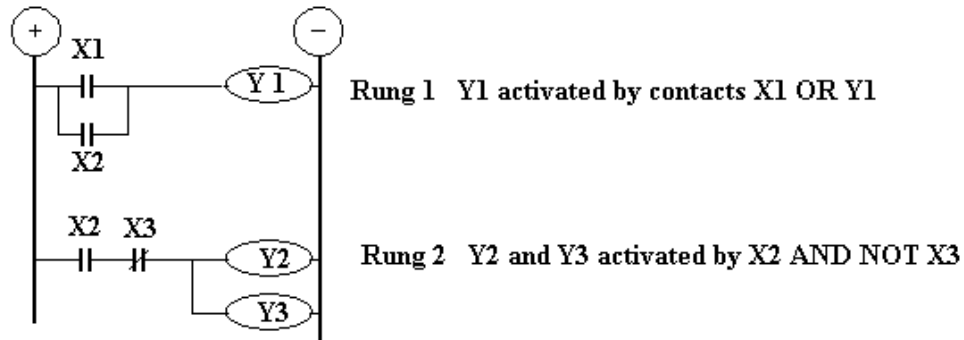 + −
X1
Y 1
Rung 1 Y1 activated by contacts X1 OR Y1
X2
X2 X3
Y2
Rung 2 Y2 and Y3 activated by X2 AND NOT X3
Y3